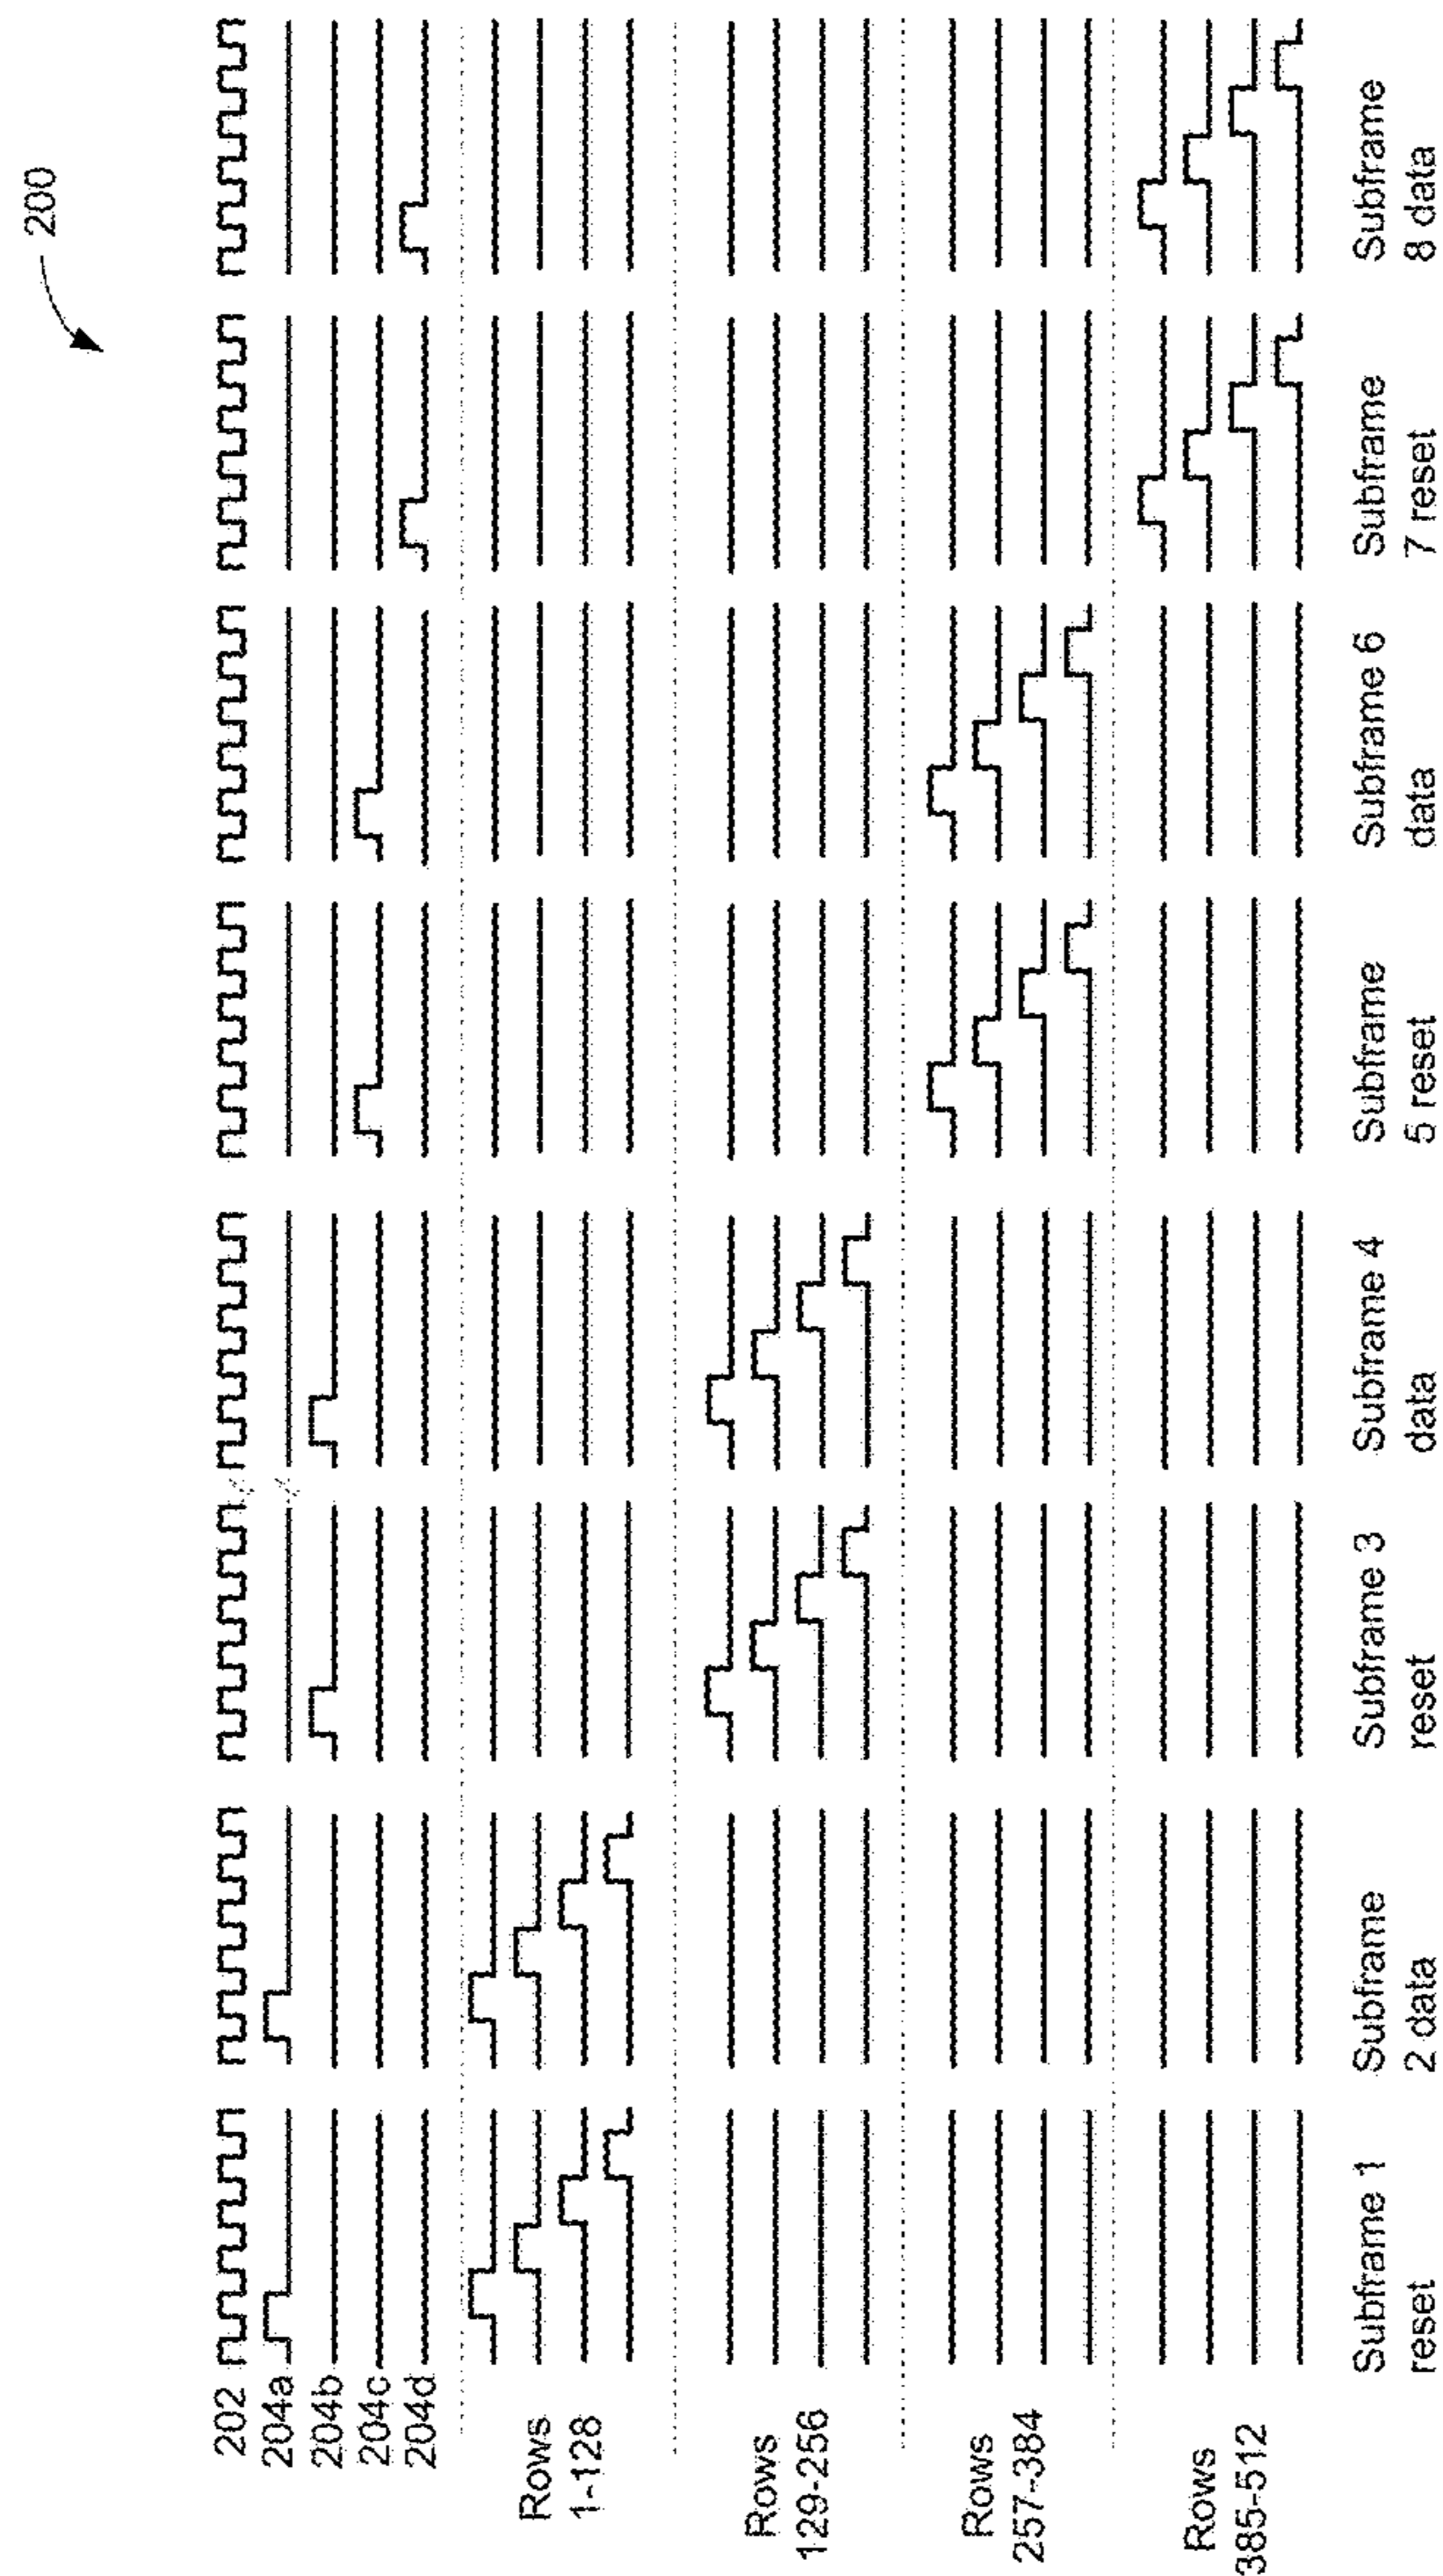 200
202
204a
204b
204c
204d
Rows
1-128
Rows
129-256
Rows
257-384
Rows
385-512
Subframe 1
reset
Subframe
2 data
Subframe 3
reset
Subframe 4
data
Subframe
5 reset
Subframe 6
data
Subframe
7 reset
Subframe
8 data